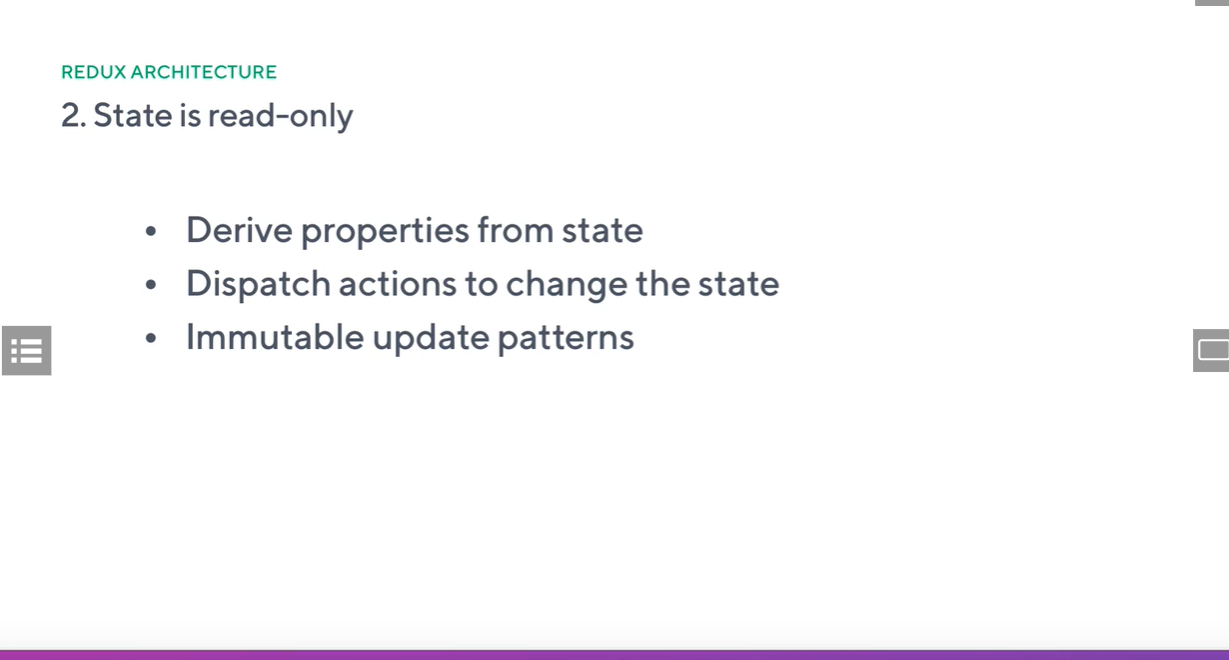 REDUX ARCHITECTURE
2. State is read-only
• Derive properties from state
• Dispatch actions to change the state
• Immutable update patterns